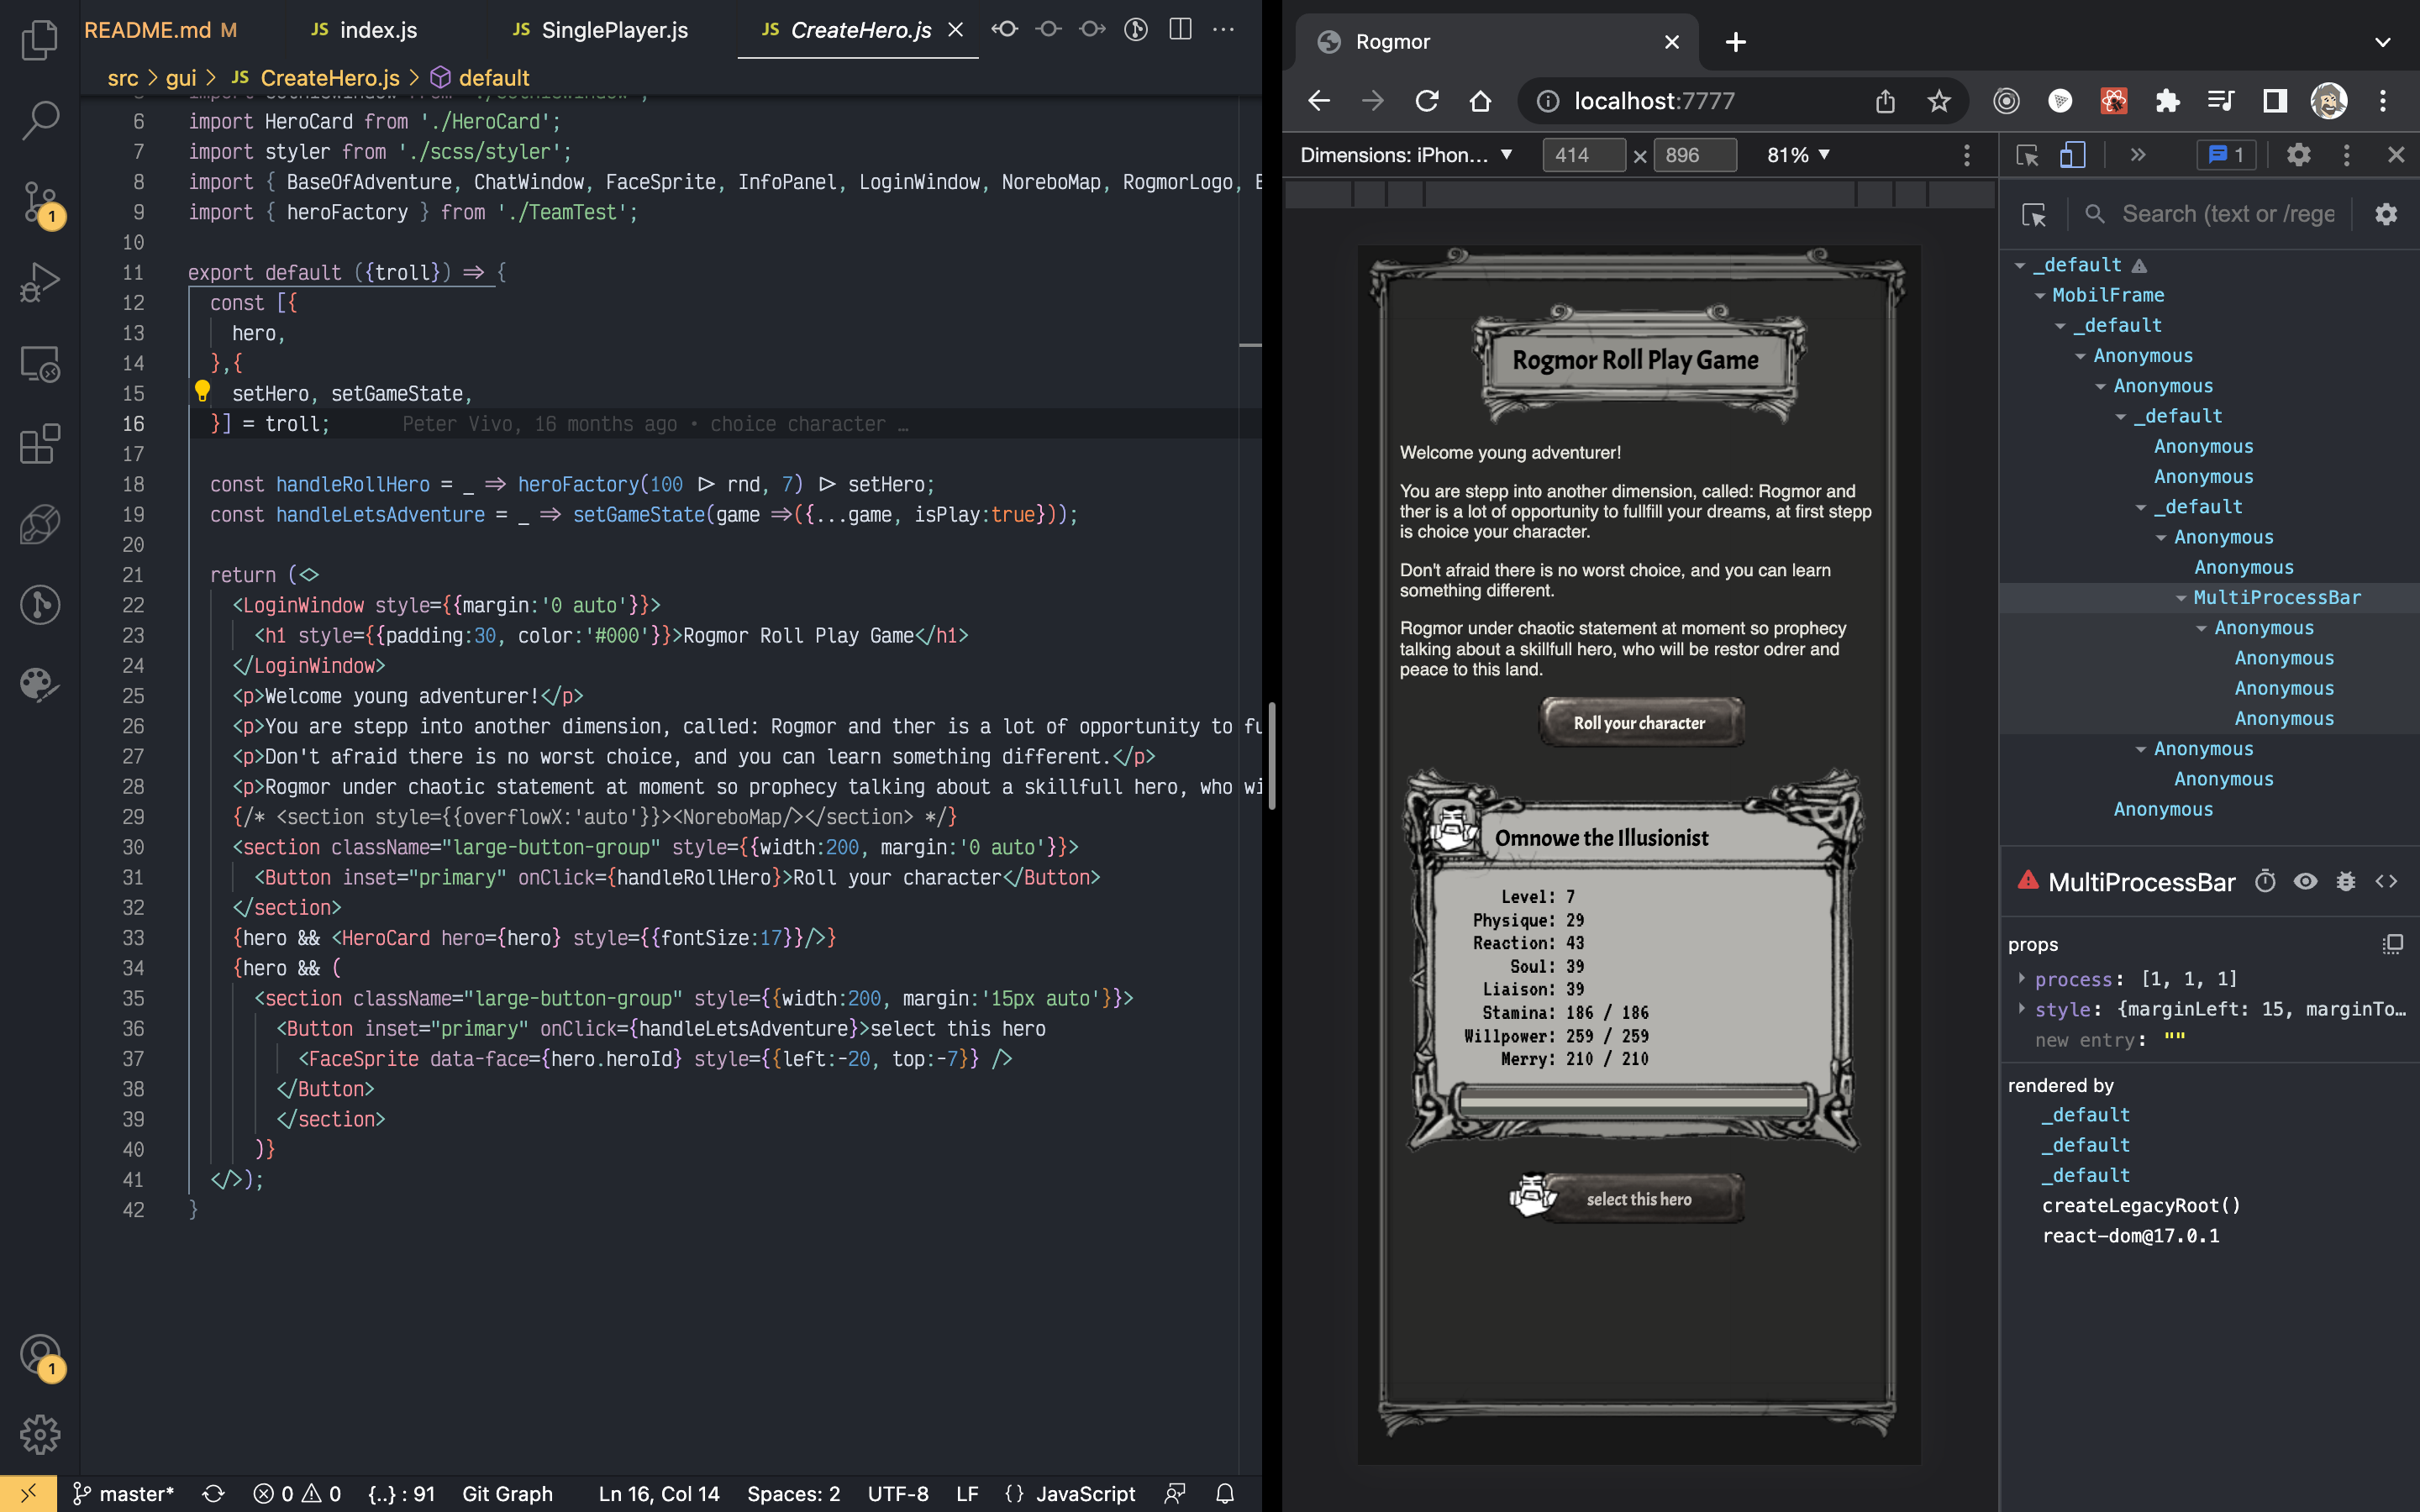 README.md M
JS index.js
JS SinglePlayer.js
JS CreateHero.js
src > gui > JS CreateHero.js > default
6 import HeroCard from './HeroCard';
7 import styler from './scss/styler';
8 import { BaseOfAdventure, ChatWindow, FaceSprite, InfoPanel, LoginWindow, NoreboMap, RogmorLogo,
9 import { heroFactory } from './TeamTest';
10
11 export default ({troll}) => {
12 const [{
13 hero,
14 },{
15 setHero, setGameState,
16 }] = troll; Peter Vivo, 16 months ago • choice character …
17
18 const handleRollHero = _ => heroFactory(100 |> rnd, 7) |> setHero;
19 const handleLetsAdventure = _ => setGameState(game =>({...game, isPlay:true}));
20
21 return (<>
22 <LoginWindow style={{margin:'0 auto'}}>
23 <h1 style={{padding:30, color:'#000'}}>Rogmor Roll Play Game</h1>
24 </LoginWindow>
25 <p>Welcome young adventurer!</p>
26 <p>You are stepp into another dimension, called: Rogmor and ther is a lot of opportunity to fu
27 <p>Don't afraid there is no worst choice, and you can learn something different.</p>
28 <p>Rogmor under chaotic statement at moment so prophecy talking about a skillfull hero, who wi
29 {/* <section style={{overflowX:'auto'}}><NoreboMap/></section> */}
30 <section className="large-button-group" style={{width:200, margin:'0 auto'}}>
31 <Button inset="primary" onClick={handleRollHero}>Roll your character</Button>
32 </section>
33 {hero && <HeroCard hero={hero} style={{fontSize:17}}/>}
34 {hero && (
35 <section className="large-button-group" style={{width:200, margin:'15px auto'}}>
36 <Button inset="primary" onClick={handleLetsAdventure}>select this hero
37 <FaceSprite data-face={hero.heroId} style={{left:-20, top:-7}} />
38 </Button>
39 </section>
40 )}
41 </>);
42 }
1
1
master*
0 0
{..} : 91
Git Graph
Ln 16, Col 14
Spaces: 2
UTF-8
LF
{} JavaScript
Rogmor
localhost:7777
Dimensions: iPhon... ▼ 414 × 896 81% ▼
1
Rogmor Roll Play Game
Welcome young adventurer!
You are stepp into another dimension, called: Rogmor and
ther is a lot of opportunity to fullfill your dreams, at first stepp
is choice your character.
Don't afraid there is no worst choice, and you can learn
something different.
Rogmor under chaotic statement at moment so prophecy
talking about a skillfull hero, who will be restor odrer and
peace to this land.
Roll your character
Omnowe the Illusionist
Level: 7
Physique: 29
Reaction: 43
Soul: 39
Liaison: 39
Stamina: 186 / 186
Willpower: 259 / 259
Merry: 210 / 210
select this hero
Search (text or /rege
_default
MobilFrame
_default
Anonymous
Anonymous
_default
Anonymous
Anonymous
_default
Anonymous
Anonymous
MultiProcessBar
Anonymous
Anonymous
Anonymous
Anonymous
Anonymous
Anonymous
Anonymous
MultiProcessBar
props
process: [1, 1, 1]
style: {marginLeft: 15, marginTo…
new entry: ""
rendered by
_default
_default
_default
createLegacyRoot()
react-dom@17.0.1